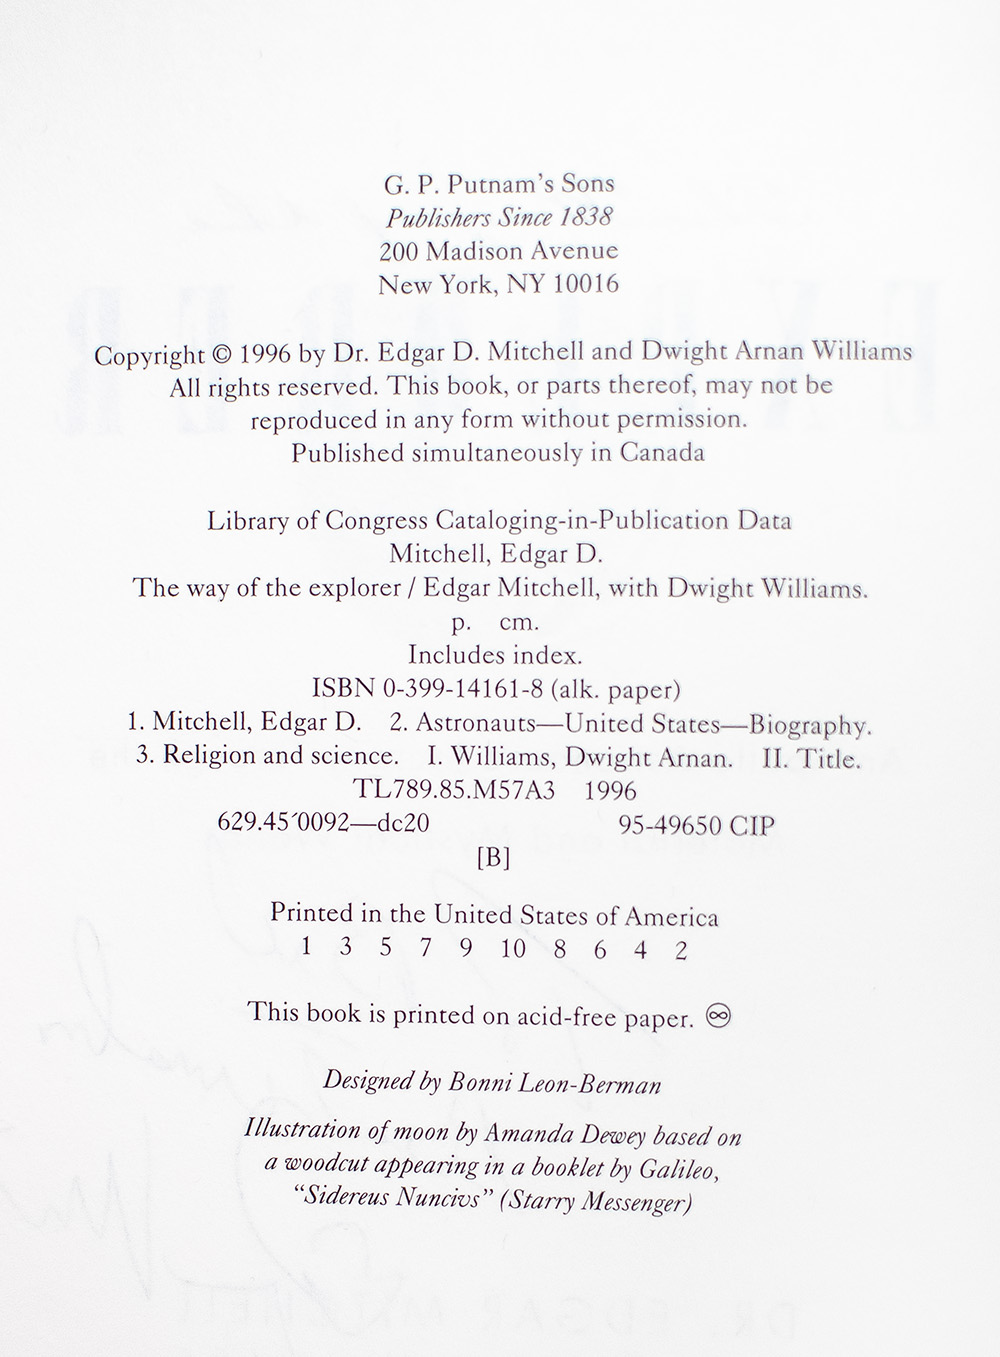 G. P. Putnam's Sons
Publishers Since 1838
200 Madison Avenue
New York, NY 10016
Copyright © 1996 by Dr. Edgar D. Mitchell and Dwight Arnan Williams
All rights reserved. This book, or parts thereof, may not be
reproduced in any form without permission.
Published simultaneously in Canada
Library of Congress Cataloging-in-Publication Data
Mitchell, Edgar D.
The way of the explorer / Edgar Mitchell, with Dwight Williams.
p. cm.
Includes index.
ISBN 0-399-14161-8 (alk. paper)
1. Mitchell, Edgar D. 2. Astronauts—United States—Biography.
3. Religion and science. I. Williams, Dwight Arnan. II. Title.
TL789.85.M57A3 1996
629.45´0092—dc20 95-49650 CIP
[B]
Printed in the United States of America
1 3 5 7 9 10 8 6 4 2
This book is printed on acid-free paper. ♾
Designed by Bonni Leon-Berman
Illustration of moon by Amanda Dewey based on
a woodcut appearing in a booklet by Galileo,
"Sidereus Nuncivs" (Starry Messenger)